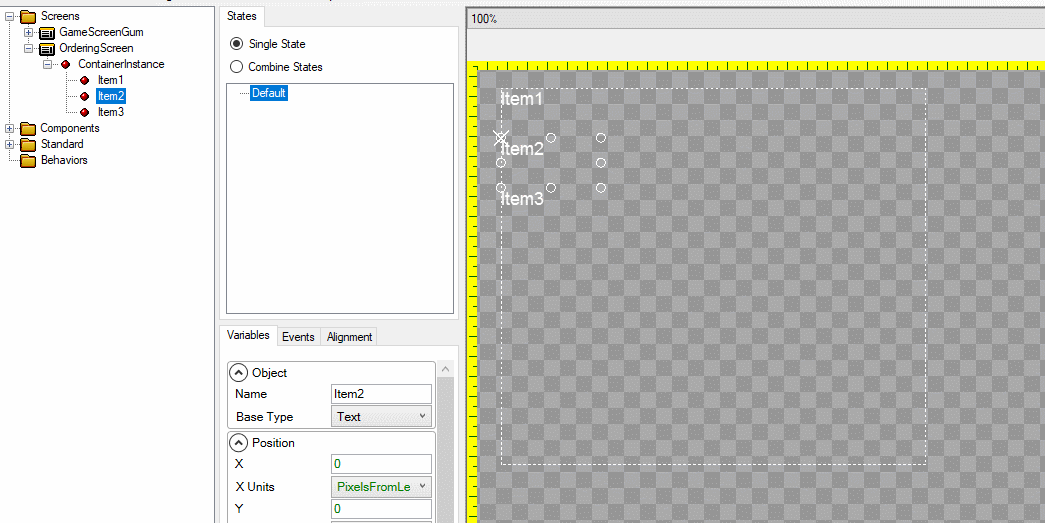 Screens
GameScreenGum
OrderingScreen
ContainerInstance
Item1
Item2
Item3
Components
Standard
Behaviors
States
Single State
Combine States
Default
Variables Events Alignment
Object
Name Item2
Base Type Text
Position
X 0
X Units PixelsFromLe
Y 0
100%
Item1
Item2
Item3